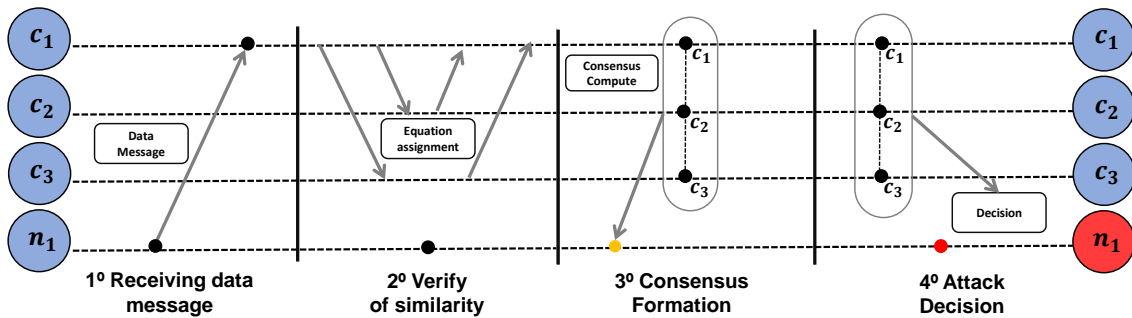 c1
c2
c3
n1
Data
Message
1º Receiving data
message
Equation
assignment
2º Verify
of similarity
Consensus
Compute
c1
c2
c3
3º Consensus
Formation
c1
c2
c3
Decision
4º Attack
Decision
c1
c2
c3
n1